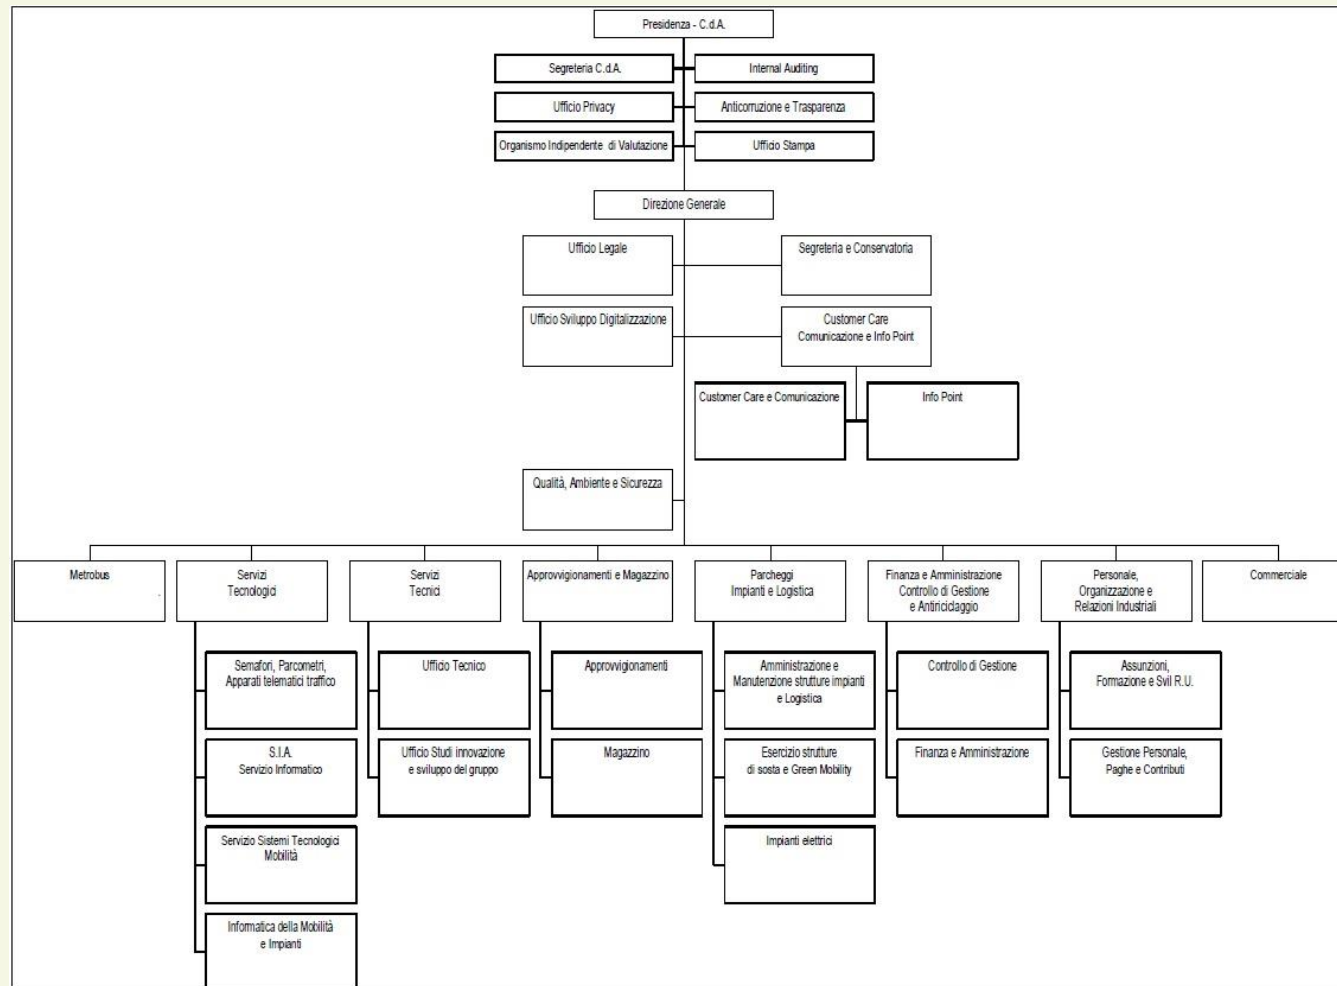 Presidenza - C.d.A.
Segreteria C.d.A.
Internal Auditing
Ufficio Privacy
Anticorruzione e Trasparenza
Organismo Indipendente di Valutazione
Ufficio Stampa
Direzione Generale
Ufficio Legale
Segreteria e Conservatoria
Ufficio Sviluppo Digitalizzazione
Customer Care
Comunicazione e Info Point
Customer Care e Comunicazione
Info Point
Qualità, Ambiente e Sicurezza
Metrobus
.
Servizi
Tecnologici
Servizi
Tecnici
Approvvigionamenti e Magazzino
Parcheggi
Impianti e Logistica
Finanza e Amministrazione
Controllo di Gestione
e Antiriciclaggio
Personale,
Organizzazione e
Relazioni Industriali
Commerciale
Semafori, Parcometri,
Apparati telematici traffico
S.I.A.
Servizio Informatico
Servizio Sistemi Tecnologici
Mobilità
Informatica della Mobilità
e Impianti
Ufficio Tecnico
Ufficio Studi innovazione
e sviluppo del gruppo
Approvvigionamenti
Magazzino
Amministrazione e
Manutenzione strutture impianti
e Logistica
Esercizio strutture
di sosta e Green Mobility
Impianti elettrici
Controllo di Gestione
Finanza e Amministrazione
Assunzioni,
Formazione e Svil R.U.
Gestione Personale,
Paghe e Contributi